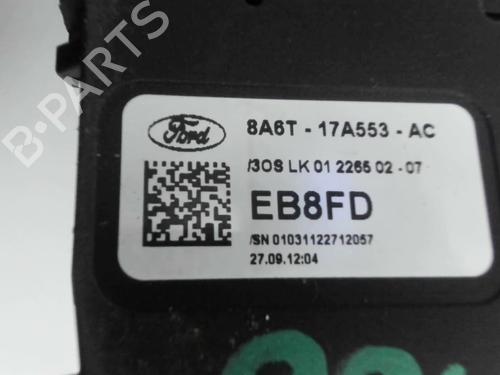 B-PARTS
Ford
8A6T - 17A553 - AC
/3OS LK 01 2265 02 - 07
EB8FD
/SN 01031122712057
27.09.12:04